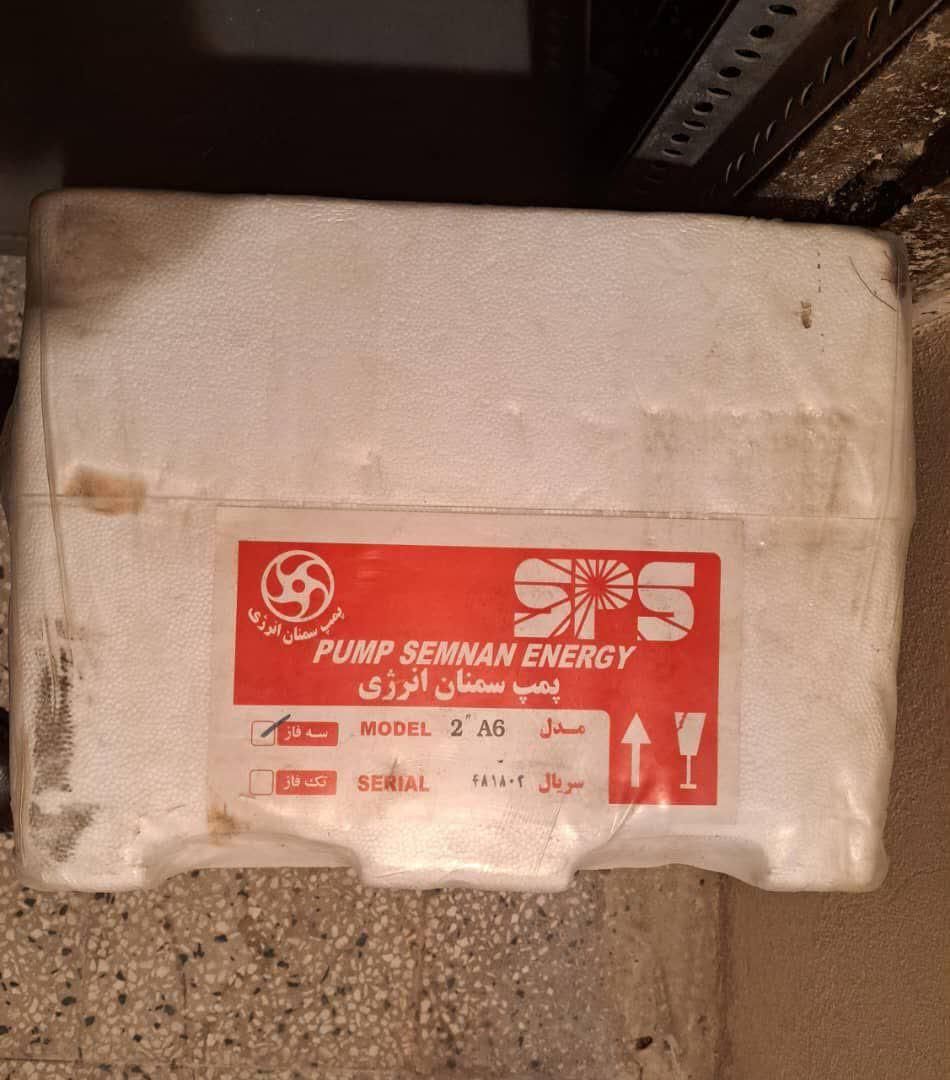 پمپ سمنان انرژی
SPS
PUMP SEMNAN ENERGY
پمپ سمنان انرژی
سه فاز MODEL 2" A6 مدل
تک فاز SERIAL ۴۸۱۸۰۲ سریال